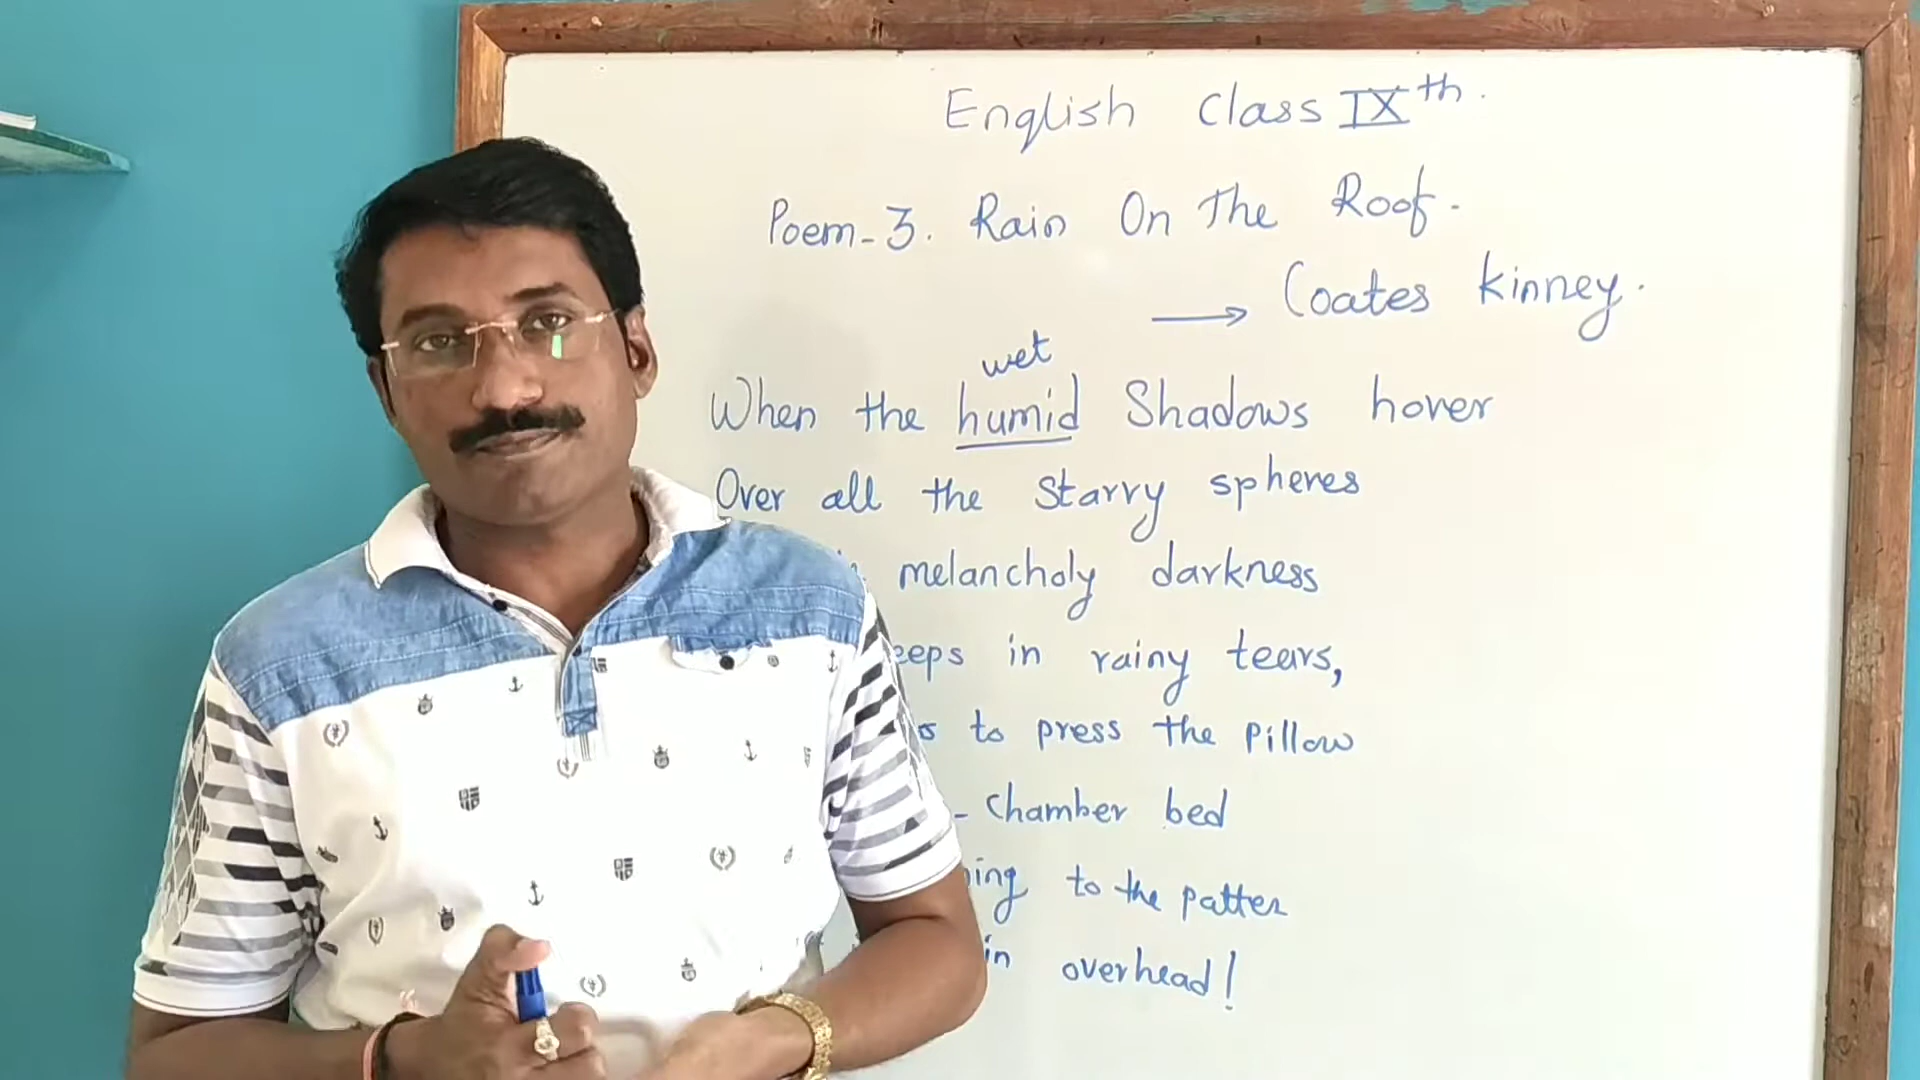 English Class IXth.
Poem-3. Rain On The Roof.
→ Coates Kinney.
wet
When the humid Shadows hover
Over all the Starry spheres
melancholy darkness
eeps in rainy tears,
to press the pillow
- Chamber bed
ing to the patter
in overhead!